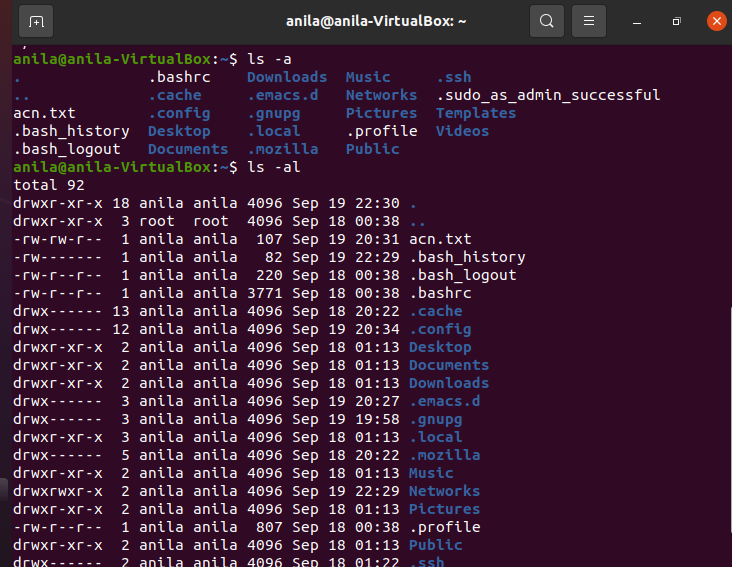 anila@anila-VirtualBox: ~
anila@anila-VirtualBox:~$ ls -a
. .bashrc Downloads Music .ssh
.. .cache .emacs.d Networks .sudo_as_admin_successful
acn.txt .config .gnupg Pictures Templates
.bash_history Desktop .local .profile Videos
.bash_logout Documents .mozilla Public
anila@anila-VirtualBox:~$ ls -al
total 92
drwxr-xr-x 18 anila anila 4096 Sep 19 22:30 .
drwxr-xr-x 3 root root 4096 Sep 18 00:38 ..
-rw-rw-r-- 1 anila anila 107 Sep 19 20:31 acn.txt
-rw------- 1 anila anila 82 Sep 19 22:29 .bash_history
-rw-r--r-- 1 anila anila 220 Sep 18 00:38 .bash_logout
-rw-r--r-- 1 anila anila 3771 Sep 18 00:38 .bashrc
drwx------ 13 anila anila 4096 Sep 18 20:22 .cache
drwx------ 12 anila anila 4096 Sep 19 20:34 .config
drwxr-xr-x 2 anila anila 4096 Sep 18 01:13 Desktop
drwxr-xr-x 2 anila anila 4096 Sep 18 01:13 Documents
drwxr-xr-x 2 anila anila 4096 Sep 18 01:13 Downloads
drwx------ 3 anila anila 4096 Sep 19 20:27 .emacs.d
drwx------ 3 anila anila 4096 Sep 19 19:58 .gnupg
drwxr-xr-x 3 anila anila 4096 Sep 18 01:13 .local
drwx------ 5 anila anila 4096 Sep 18 20:22 .mozilla
drwxr-xr-x 2 anila anila 4096 Sep 18 01:13 Music
drwxrwxr-x 2 anila anila 4096 Sep 19 22:29 Networks
drwxr-xr-x 2 anila anila 4096 Sep 18 01:13 Pictures
-rw-r--r-- 1 anila anila 807 Sep 18 00:38 .profile
drwxr-xr-x 2 anila anila 4096 Sep 18 01:13 Public
drwx------ 2 anila anila 4096 Sep 18 01:22 .ssh